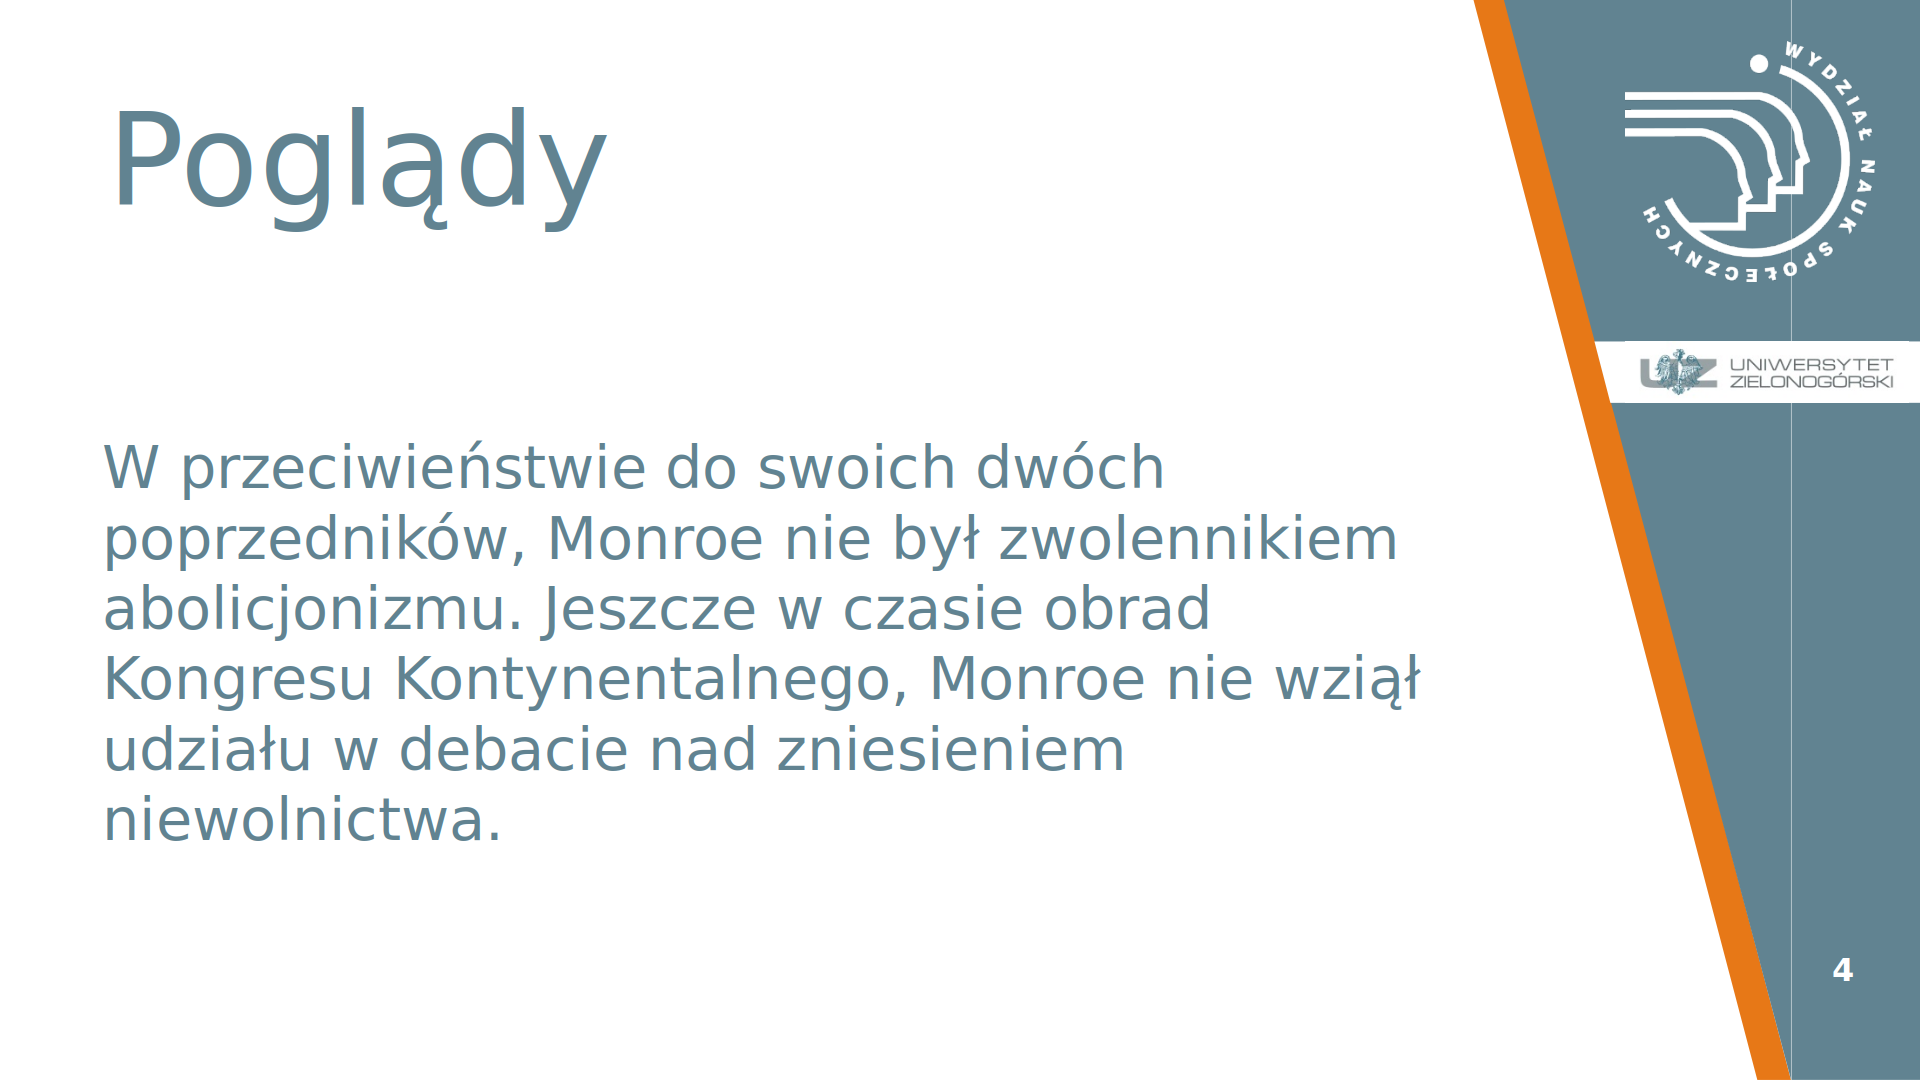 Poglądy
W przeciwieństwie do swoich dwóch
poprzedników, Monroe nie był zwolennikiem
abolicjonizmu. Jeszcze w czasie obrad
Kongresu Kontynentalnego, Monroe nie wziął
udziału w debacie nad zniesieniem
niewolnictwa.
WYDZIAŁ NAUK SPOŁECZNYCH
UZ
UNIWERSYTET
ZIELONOGÓRSKI
4